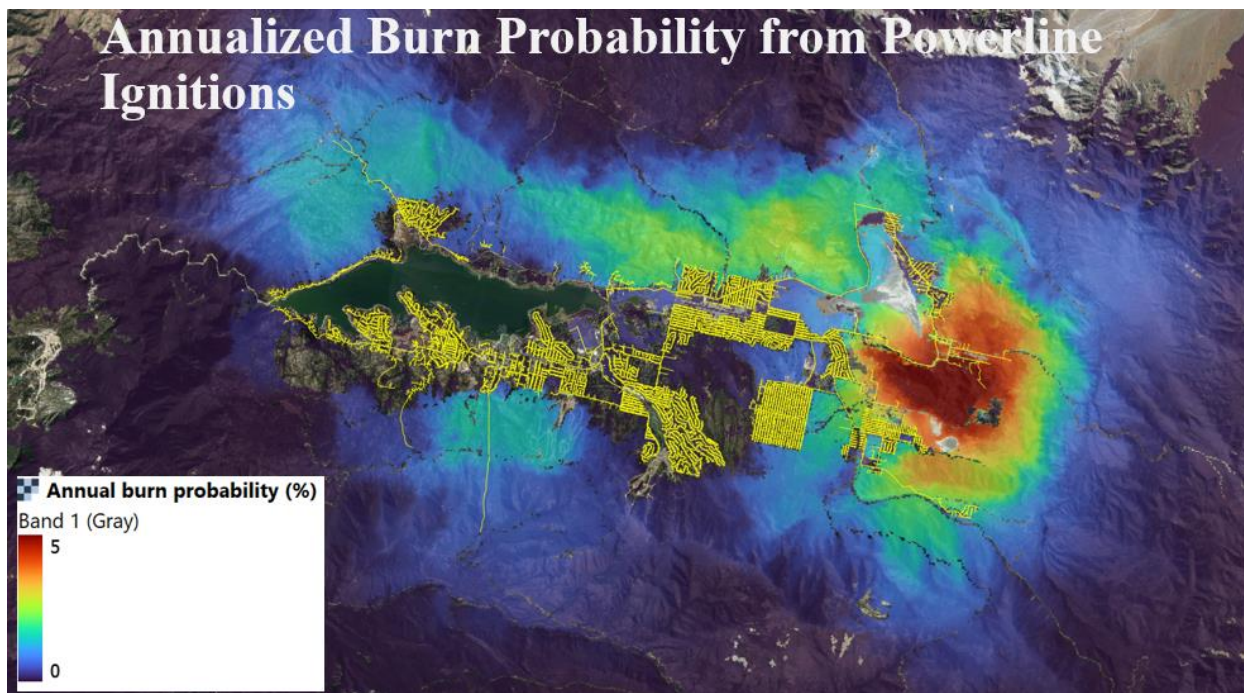 Annualized Burn Probability from Powerline
Ignitions
Annual burn probability (%)
Band 1 (Gray)
5
0